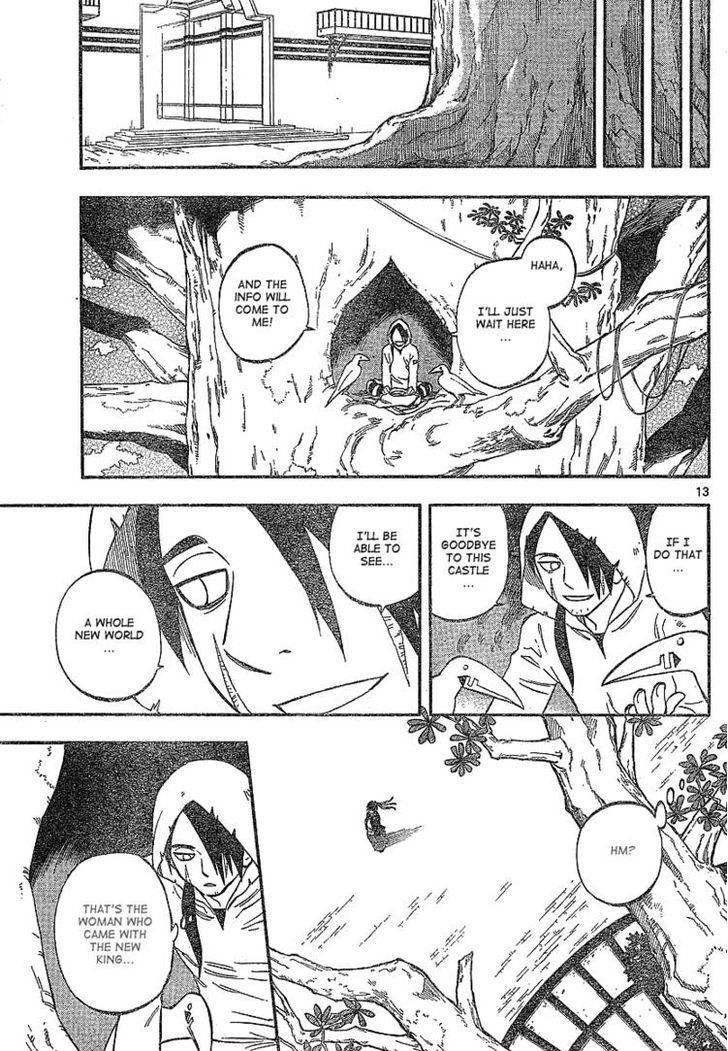 HAHA,
I'LL JUST
WAIT HERE
...
AND THE
INFO WILL
COME TO
ME!
13
IF I
DO THAT
...
IT'S
GOODBYE
TO THIS
CASTLE
...
I'LL BE
ABLE TO
SEE...
A WHOLE
NEW WORLD
...
HM?
THAT'S THE
WOMAN WHO
CAME WITH
THE NEW
KING...